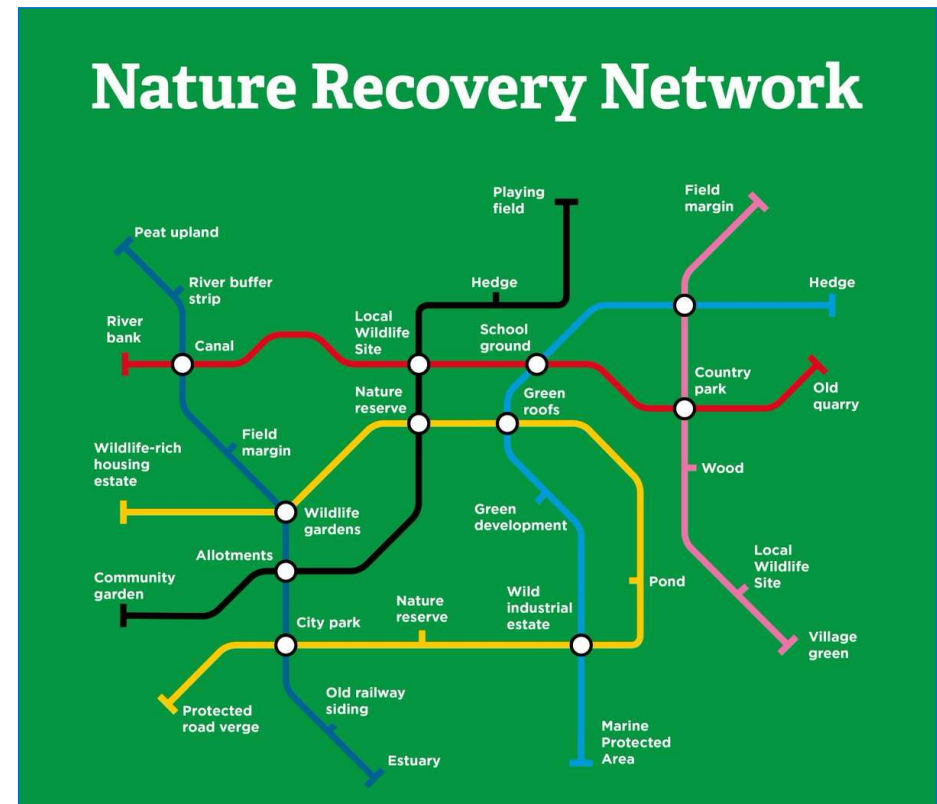 Nature Recovery Network
Playing
field
Field
margin
Peat upland
River buffer
strip
Hedge
Hedge
River
bank
Canal
Local
Wildlife
Site
School
ground
Country
park
Old
quarry
Nature
reserve
Green
roofs
Field
margin
Wildlife-rich
housing
estate
Wood
Wildlife
gardens
Green
development
Allotments
Local
Wildlife
Site
Community
garden
Pond
Nature
reserve
Wild
industrial
estate
City park
Village
green
Old railway
siding
Protected
road verge
Marine
Protected
Area
Estuary